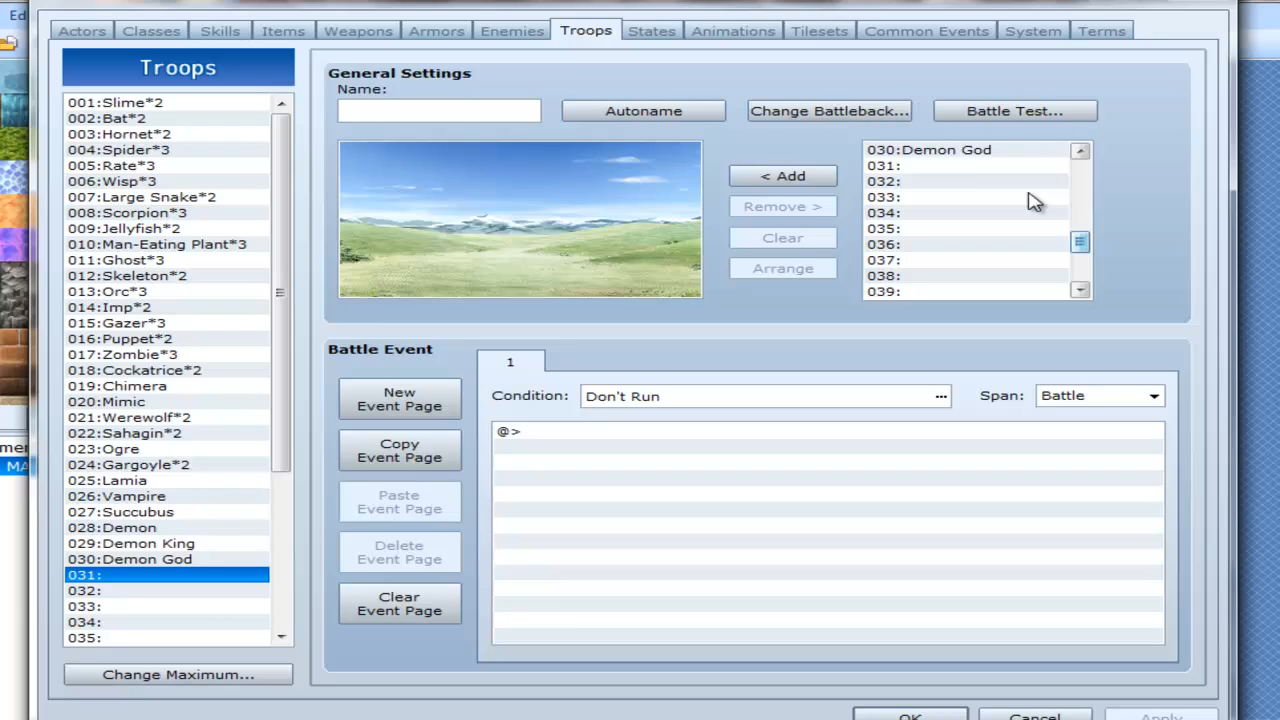 Ed
Actors Classes Skills Items Weapons Armors Enemies Troops States Animations Tilesets Common Events System Terms
Troops
001:Slime*2
002:Bat*2
003:Hornet*2
004:Spider*3
005:Rate*3
006:Wisp*3
007:Large Snake*2
008:Scorpion*3
009:Jellyfish*2
010:Man-Eating Plant*3
011:Ghost*3
012:Skeleton*2
013:Orc*3
014:Imp*2
015:Gazer*3
016:Puppet*2
017:Zombie*3
018:Cockatrice*2
019:Chimera
020:Mimic
021:Werewolf*2
022:Sahagin*2
023:Ogre
024:Gargoyle*2
025:Lamia
026:Vampire
027:Succubus
028:Demon
029:Demon King
030:Demon God
031:
032:
033:
034:
035:
Change Maximum...
General Settings
Name:
Autoname
Change Battleback...
Battle Test...
< Add
Remove >
Clear
Arrange
030:Demon God
031:
032:
033:
034:
035:
036:
037:
038:
039:
Battle Event
New
Event Page
Copy
Event Page
Paste
Event Page
Delete
Event Page
Clear
Event Page
1
Condition: Don't Run ...
Span: Battle
@>
OK Cancel Apply
MA